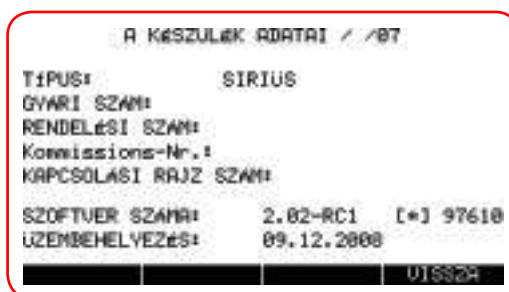 A KéSZULéK ADATAI / /07
TíPUS: SIRIUS
GYARI SZAM:
RENDELéSI SZAM:
Kommissions-Nr.:
KAPCSOLASI RAJZ SZAM:
SZOFTVER SZAMA: 2.02-RC1 [*] 97610
üZEMBEHELYEZéS: 09.12.2008
VISSZA